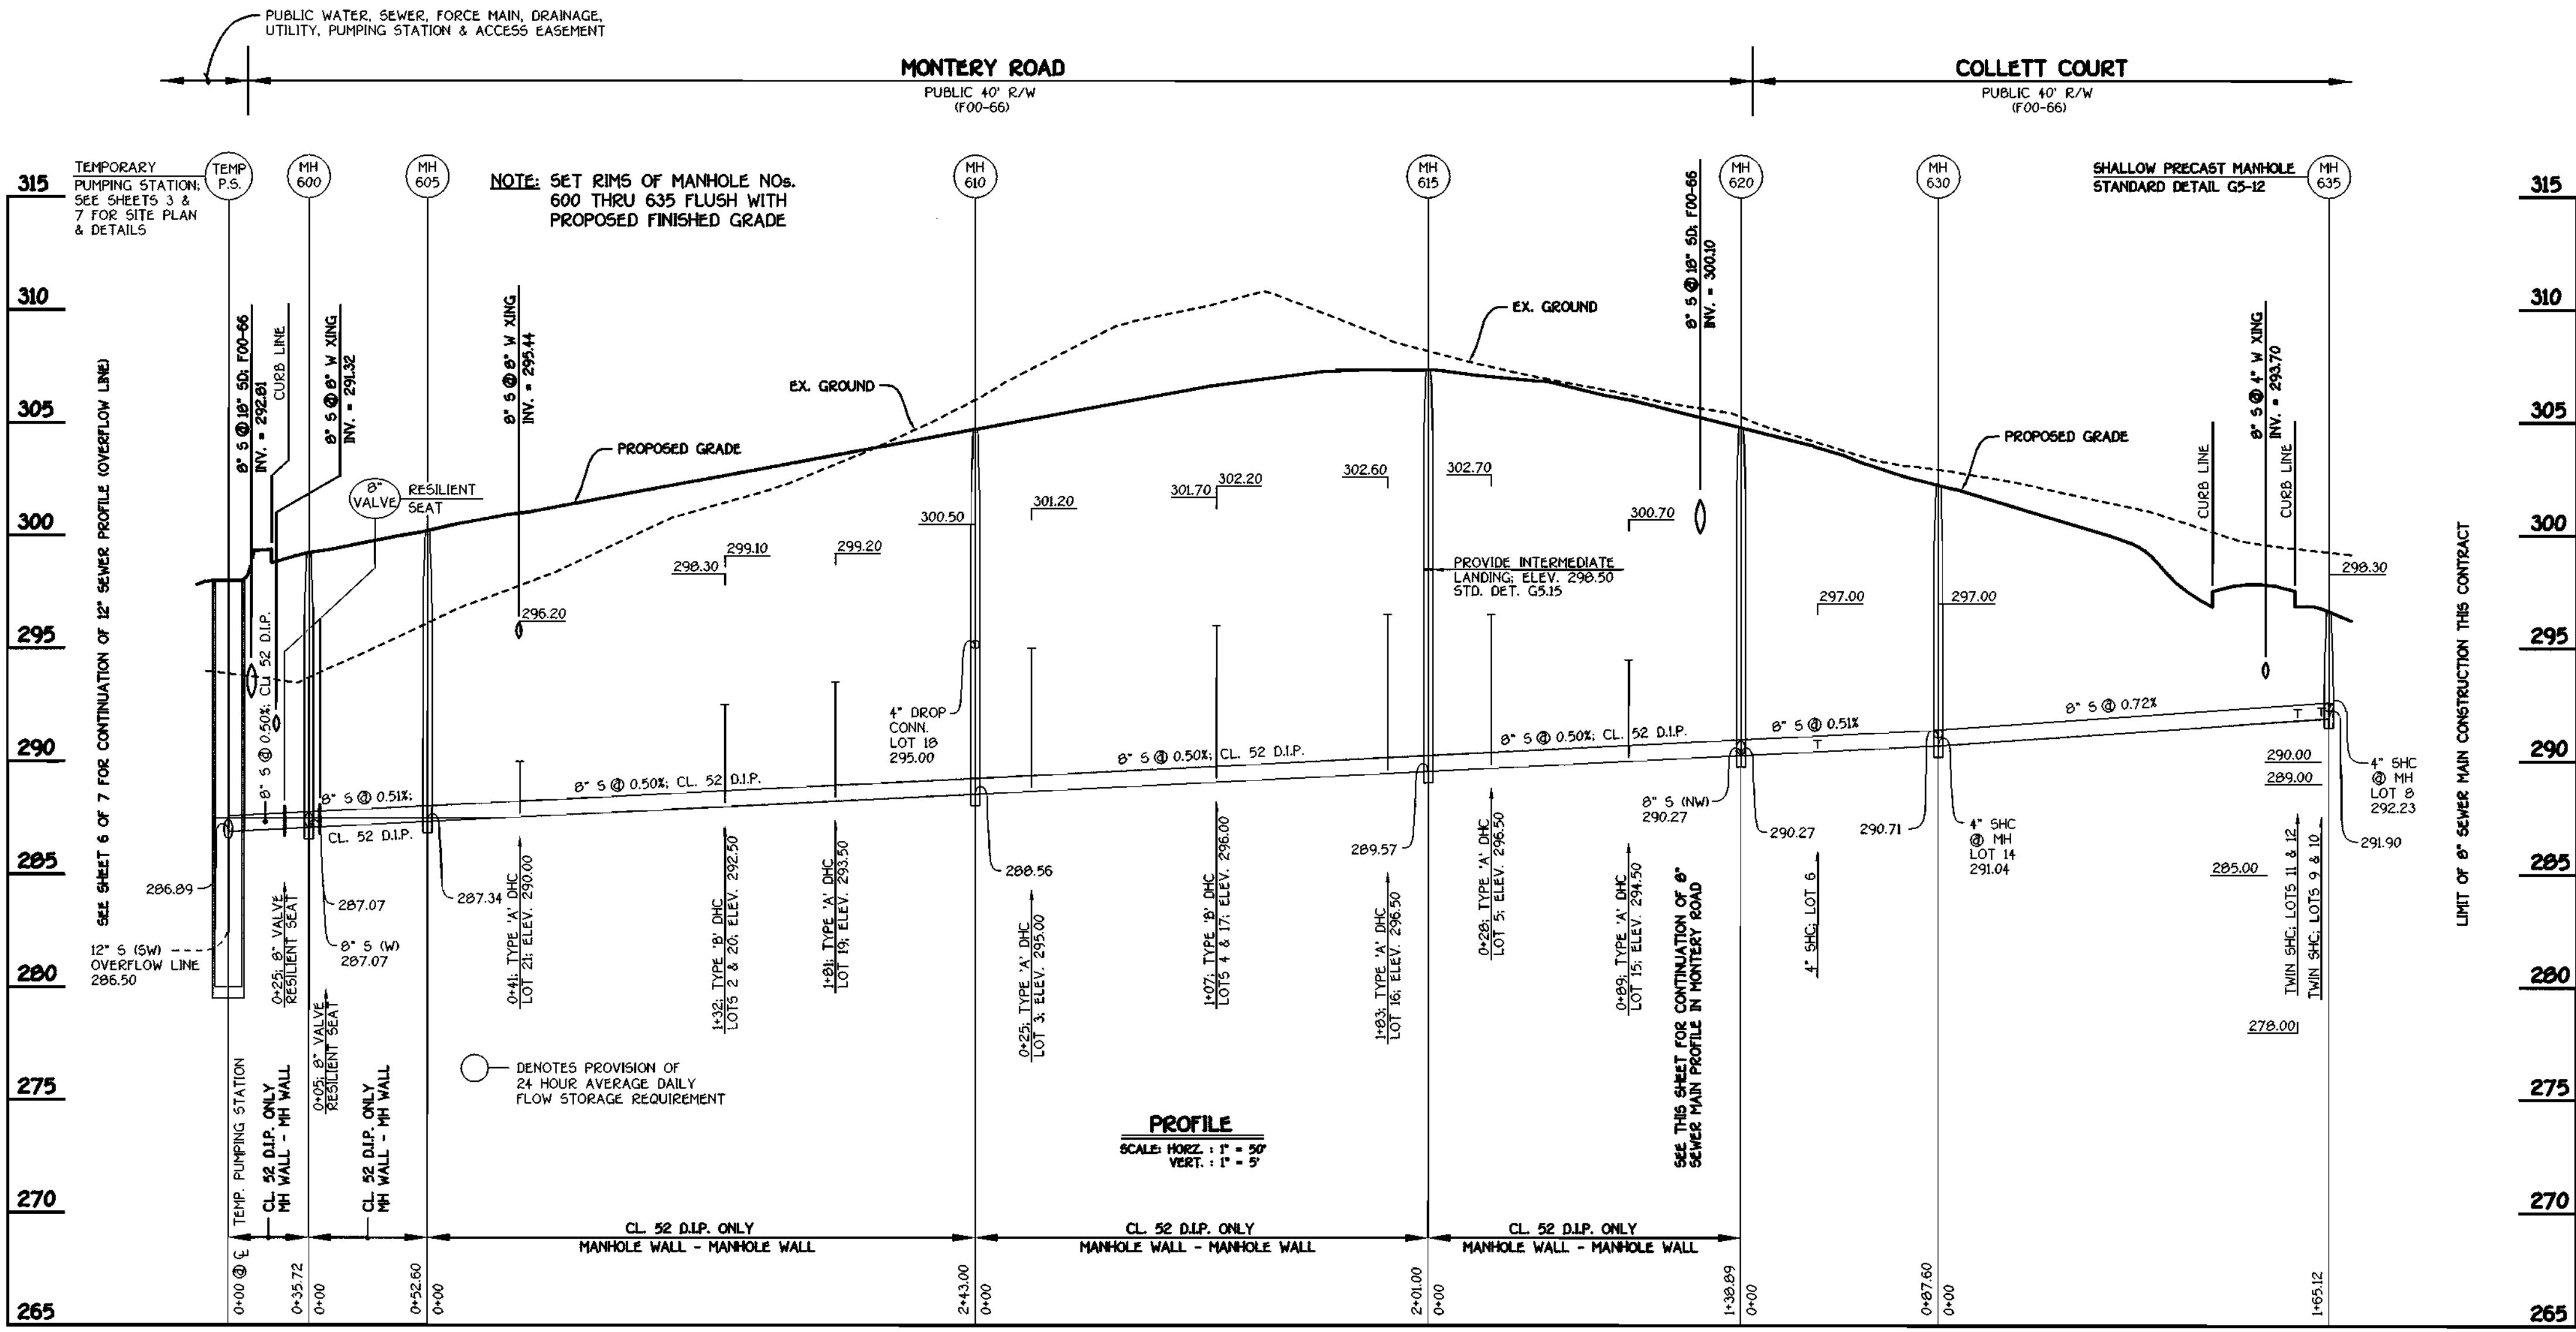 PUBLIC WATER, SEWER, FORCE MAIN, DRAINAGE,
UTILITY, PUMPING STATION & ACCESS EASEMENT
MONTERY ROAD
PUBLIC 40' R/W
(F00-66)
COLLETT COURT
PUBLIC 40' R/W
(F00-66)
TEMPORARY
PUMPING STATION;
SEE SHEETS 3 &
7 FOR SITE PLAN
& DETAILS
TEMP
P.S.
MH
600
MH
605
NOTE: SET RIMS OF MANHOLE NOs.
600 THRU 635 FLUSH WITH
PROPOSED FINISHED GRADE
MH
610
MH
615
MH
620
MH
630
SHALLOW PRECAST MANHOLE
STANDARD DETAIL G5-12
MH
635
315
310
305
300
295
290
285
280
275
270
265
315
310
305
300
295
290
285
280
275
270
265
SEE SHEET 6 OF 7 FOR CONTINUATION OF 12" SEWER PROFILE (OVERFLOW LINE)
8" S @ 18" SD; F00-66
INV. = 292.81
CURB LINE
8" S @ 8" W XING
INV. = 291.32
8" VALVE
RESILIENT
SEAT
8" S @ 8" W XING
INV. = 295.44
296.20
PROPOSED GRADE
EX. GROUND
298.30
299.10
299.20
300.50
301.20
301.70
302.20
302.60
302.70
EX. GROUND
PROVIDE INTERMEDIATE
LANDING; ELEV. 298.50
STD. DET. G5.15
300.70
8" S @ 18" SD; F00-66
INV. = 300.10
297.00
297.00
PROPOSED GRADE
CURB LINE
8" S @ 4" W XING
INV. = 293.70
CURB LINE
298.30
LIMIT OF 8" SEWER MAIN CONSTRUCTION THIS CONTRACT
8" S @ 0.50%; CL. 52 D.I.P.
8" S @ 0.51%;
CL. 52 D.I.P.
8" S @ 0.50%; CL. 52 D.I.P.
4" DROP
CONN.
LOT 18
295.00
8" S @ 0.50%; CL. 52 D.I.P.
8" S @ 0.50%; CL. 52 D.I.P.
8" S @ 0.51%
8" S @ 0.72%
286.89
12" S (SW)
OVERFLOW LINE
286.50
0+25; 8" VALVE
RESILIENT SEAT
287.07
8" S (W)
287.07
0+05; 8" VALVE
RESILIENT SEAT
287.34
0+41; TYPE 'A' DHC
LOT 21; ELEV. 290.00
1+32; TYPE 'B' DHC
LOTS 2 & 20; ELEV. 292.50
1+81; TYPE 'A' DHC
LOT 19; ELEV. 293.50
288.56
0+25; TYPE 'A' DHC
LOT 3; ELEV. 295.00
1+07; TYPE 'B' DHC
LOTS 4 & 17; ELEV. 296.00
289.57
1+83; TYPE 'A' DHC
LOT 16; ELEV. 296.50
0+28; TYPE 'A' DHC
LOT 5; ELEV. 296.50
0+89; TYPE 'A' DHC
LOT 15; ELEV. 294.50
8" S (NW)
290.27
290.27
SEE THIS SHEET FOR CONTINUATION OF 8"
SEWER MAIN PROFILE IN MONTERY ROAD
4" SHC; LOT 6
290.71
4" SHC
@ MH
LOT 14
291.04
290.00
289.00
285.00
TWIN SHC; LOTS 11 & 12
TWIN SHC; LOTS 9 & 10
278.00
4" SHC
@ MH
LOT 8
292.23
291.90
DENOTES PROVISION OF
24 HOUR AVERAGE DAILY
FLOW STORAGE REQUIREMENT
PROFILE
SCALE: HORZ. : 1" = 50'
VERT. : 1" = 5'
CL. 52 D.I.P. ONLY
MH WALL - MH WALL
CL. 52 D.I.P. ONLY
MH WALL - MH WALL
CL. 52 D.I.P. ONLY
MANHOLE WALL - MANHOLE WALL
CL. 52 D.I.P. ONLY
MANHOLE WALL - MANHOLE WALL
CL. 52 D.I.P. ONLY
MANHOLE WALL - MANHOLE WALL
0+00 @ ℄ TEMP. PUMPING STATION
0+35.72
0+00
0+52.60
0+00
2+43.00
0+00
2+01.00
0+00
1+38.89
0+00
0+87.60
0+00
1+65.12